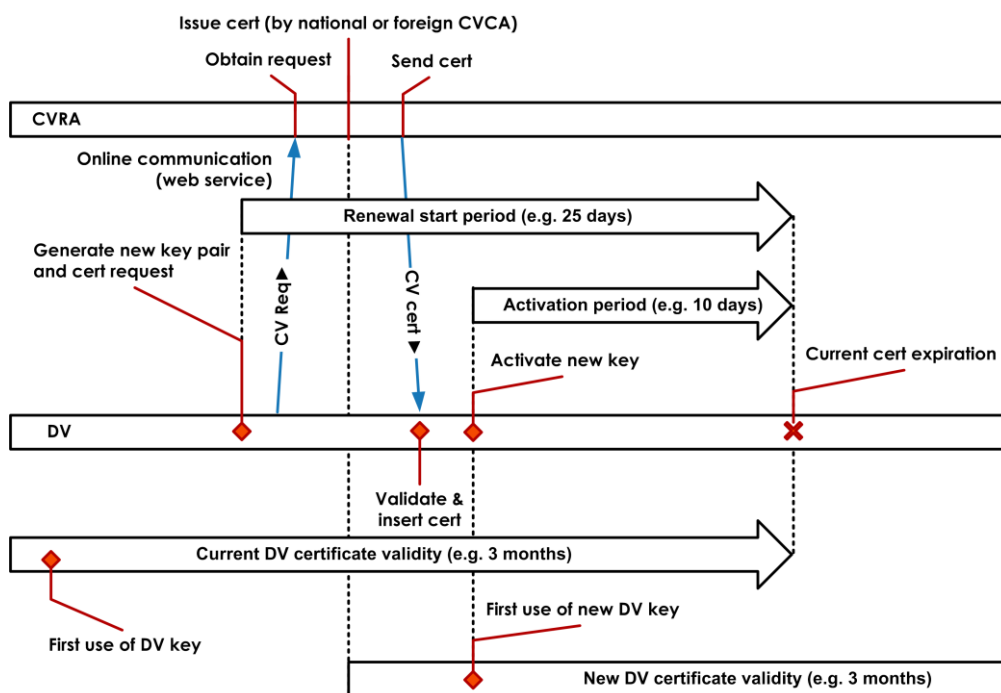 Issue cert (by national or foreign CVCA)
Obtain request
Send cert
CVRA
Online communication
(web service)
Renewal start period (e.g. 25 days)
Generate new key pair
and cert request
CV Req▶
CV cert▶
Activation period (e.g. 10 days)
Activate new key
Current cert expiration
DV
Validate &
insert cert
Current DV certificate validity (e.g. 3 months)
First use of DV key
First use of new DV key
New DV certificate validity (e.g. 3 months)